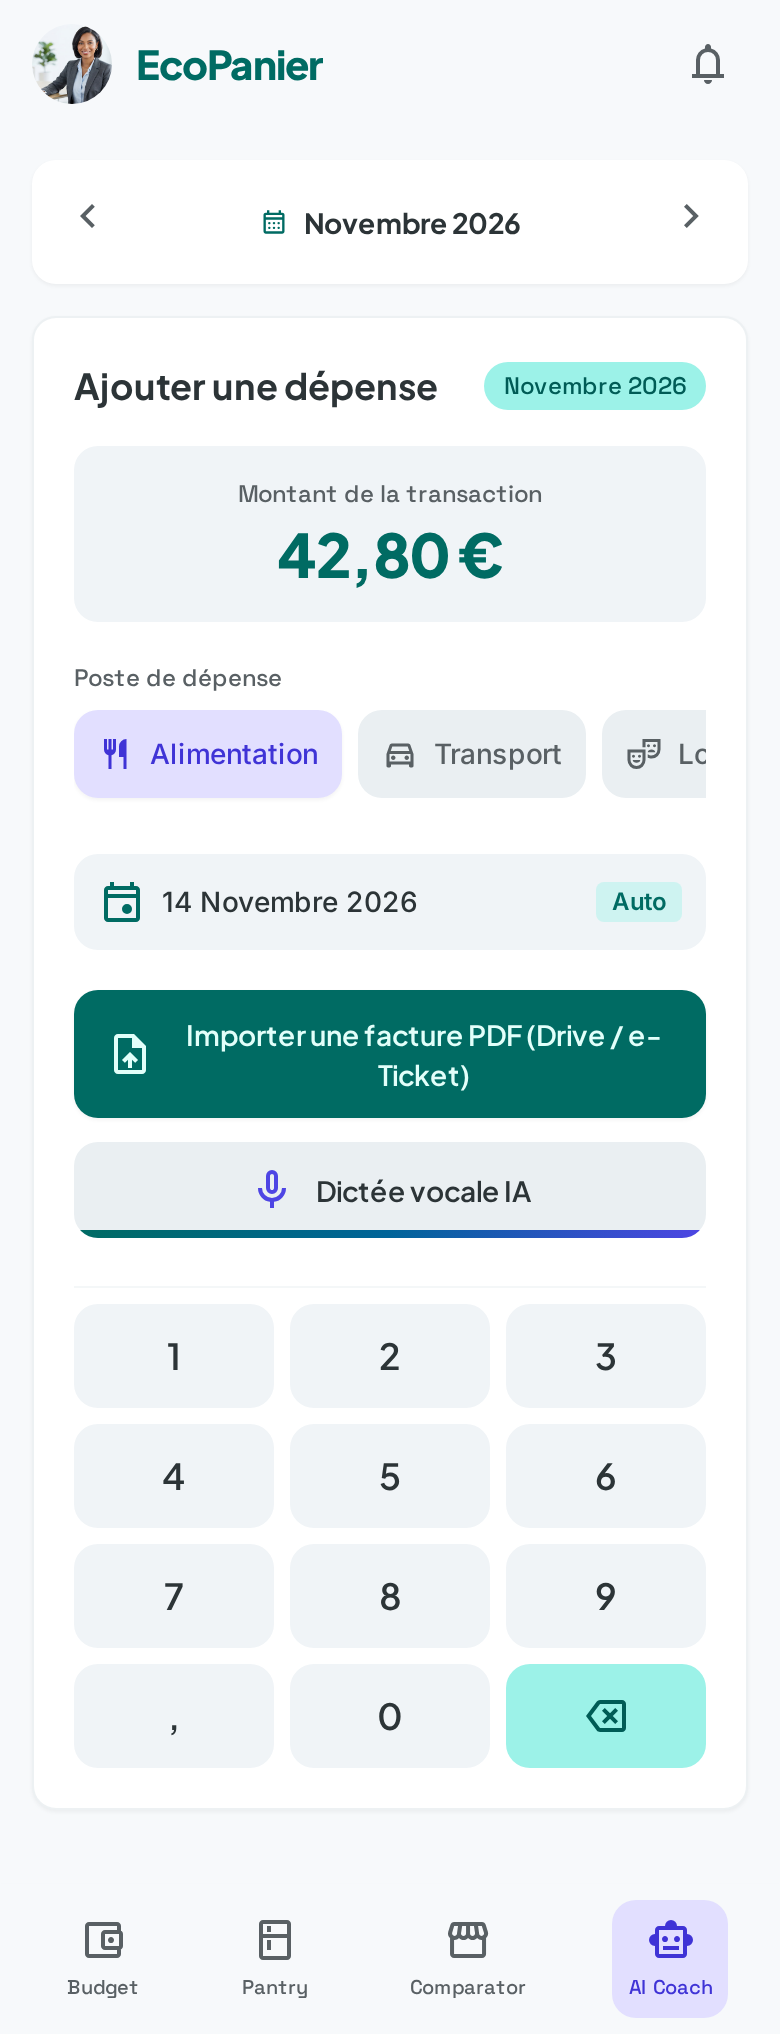 EcoPanier
Novembre 2026
Ajouter une dépense
Novembre 2026
Montant de la transaction
42,80 €
Poste de dépense
Alimentation
Transport
14 Novembre 2026
Auto
Importer une facture PDF (Drive / e-
Ticket)
Dictée vocale IA
1
2
3
4
5
6
7
8
9
,
0
Budget
Pantry
Comparator
AI Coach